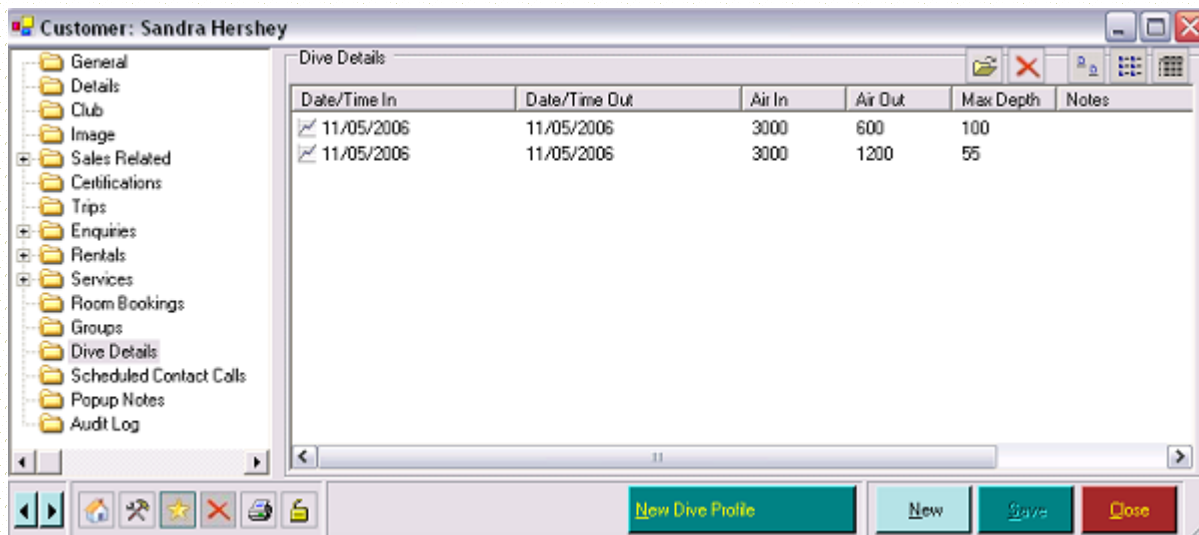 Customer: Sandra Hershey
General
Details
Club
Image
Sales Related
Certifications
Trips
Enquiries
Rentals
Services
Room Bookings
Groups
Dive Details
Scheduled Contact Calls
Popup Notes
Audit Log
Dive Details
Date/Time In Date/Time Out Air In Air Out Max Depth Notes
11/05/2006 11/05/2006 3000 600 100
11/05/2006 11/05/2006 3000 1200 55
New Dive Profile New Save Close